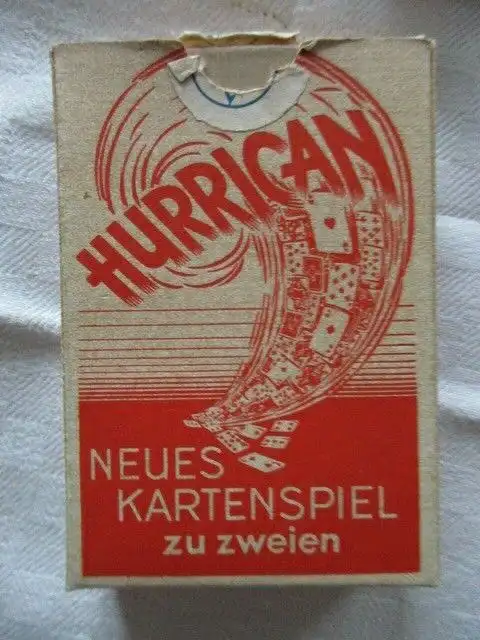 HURRICAN
NEUES
KARTENSPIEL
zu zweien